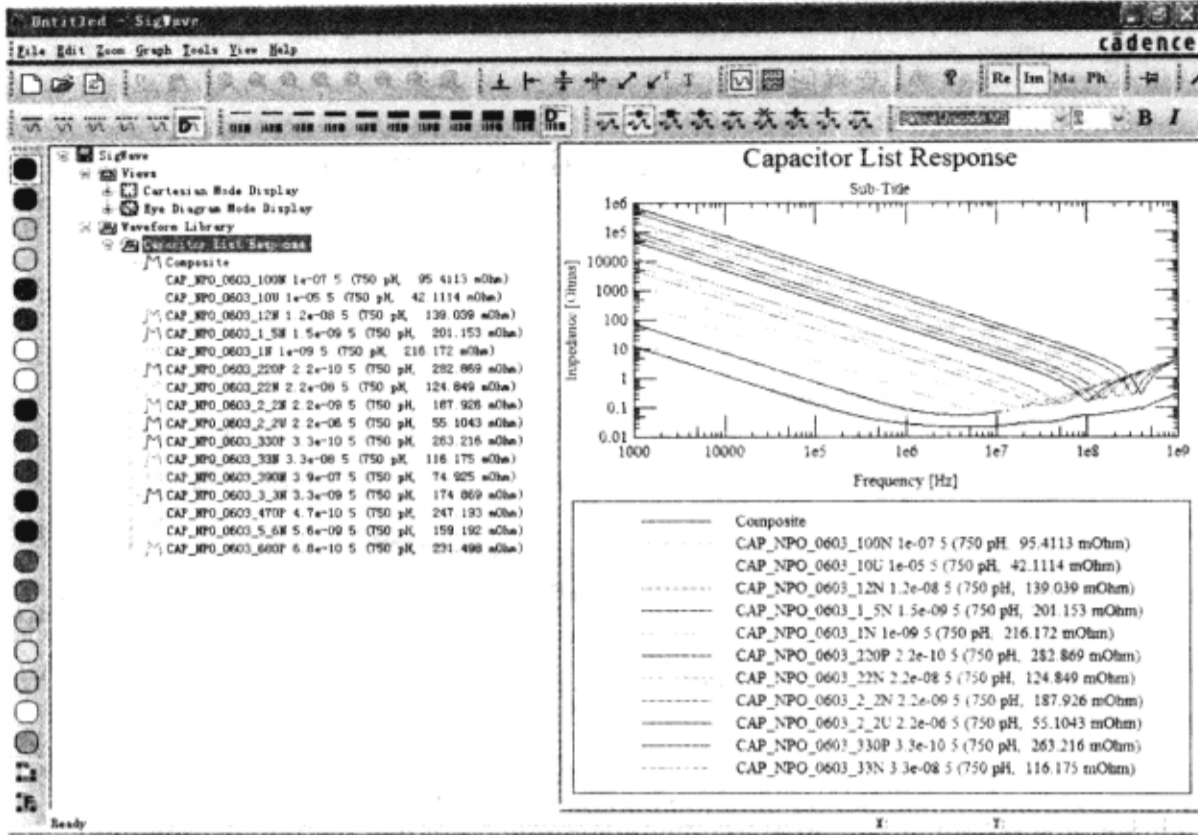 Untitled - SigWave
File Edit Zoom Graph Tools View Help
cādence
Re Im Ma Ph
B I
SigWave
Views
Cartesian Mode Display
Eye Diagram Mode Display
Waveform Library
Capacitor List Response
Composite
CAP_NPO_0603_100N 1e-07 5 (750 pH, 95.4113 mOhm)
CAP_NPO_0603_10U 1e-05 5 (750 pH, 42.1114 mOhm)
CAP_NPO_0603_12N 1.2e-08 5 (750 pH, 139.039 mOhm)
CAP_NPO_0603_1_5N 1.5e-09 5 (750 pH, 201.153 mOhm)
CAP_NPO_0603_1N 1e-09 5 (750 pH, 216.172 mOhm)
CAP_NPO_0603_220P 2.2e-10 5 (750 pH, 282.869 mOhm)
CAP_NPO_0603_22N 2.2e-08 5 (750 pH, 124.849 mOhm)
CAP_NPO_0603_2_2N 2.2e-09 5 (750 pH, 187.926 mOhm)
CAP_NPO_0603_2_2U 2.2e-06 5 (750 pH, 55.1043 mOhm)
CAP_NPO_0603_330P 3.3e-10 5 (750 pH, 263.216 mOhm)
CAP_NPO_0603_33N 3.3e-08 5 (750 pH, 116.175 mOhm)
CAP_NPO_0603_390N 3.9e-07 5 (750 pH, 74.925 mOhm)
CAP_NPO_0603_3_3N 3.3e-09 5 (750 pH, 174.869 mOhm)
CAP_NPO_0603_470P 4.7e-10 5 (750 pH, 247.193 mOhm)
CAP_NPO_0603_5_6N 5.6e-09 5 (750 pH, 159.192 mOhm)
CAP_NPO_0603_680P 6.8e-10 5 (750 pH, 231.498 mOhm)
Capacitor List Response
Sub-Title
Impedance [Ohms]
1e6
1e5
10000
1000
100
10
1
0.1
0.01
1000 10000 1e5 1e6 1e7 1e8 1e9
Frequency [Hz]
Composite
CAP_NPO_0603_100N 1e-07 5 (750 pH, 95.4113 mOhm)
CAP_NPO_0603_10U 1e-05 5 (750 pH, 42.1114 mOhm)
CAP_NPO_0603_12N 1.2e-08 5 (750 pH, 139.039 mOhm)
CAP_NPO_0603_1_5N 1.5e-09 5 (750 pH, 201.153 mOhm)
CAP_NPO_0603_1N 1e-09 5 (750 pH, 216.172 mOhm)
CAP_NPO_0603_220P 2.2e-10 5 (750 pH, 282.869 mOhm)
CAP_NPO_0603_22N 2.2e-08 5 (750 pH, 124.849 mOhm)
CAP_NPO_0603_2_2N 2.2e-09 5 (750 pH, 187.926 mOhm)
CAP_NPO_0603_2_2U 2.2e-06 5 (750 pH, 55.1043 mOhm)
CAP_NPO_0603_330P 3.3e-10 5 (750 pH, 263.216 mOhm)
CAP_NPO_0603_33N 3.3e-08 5 (750 pH, 116.175 mOhm)
Ready
X: Y: